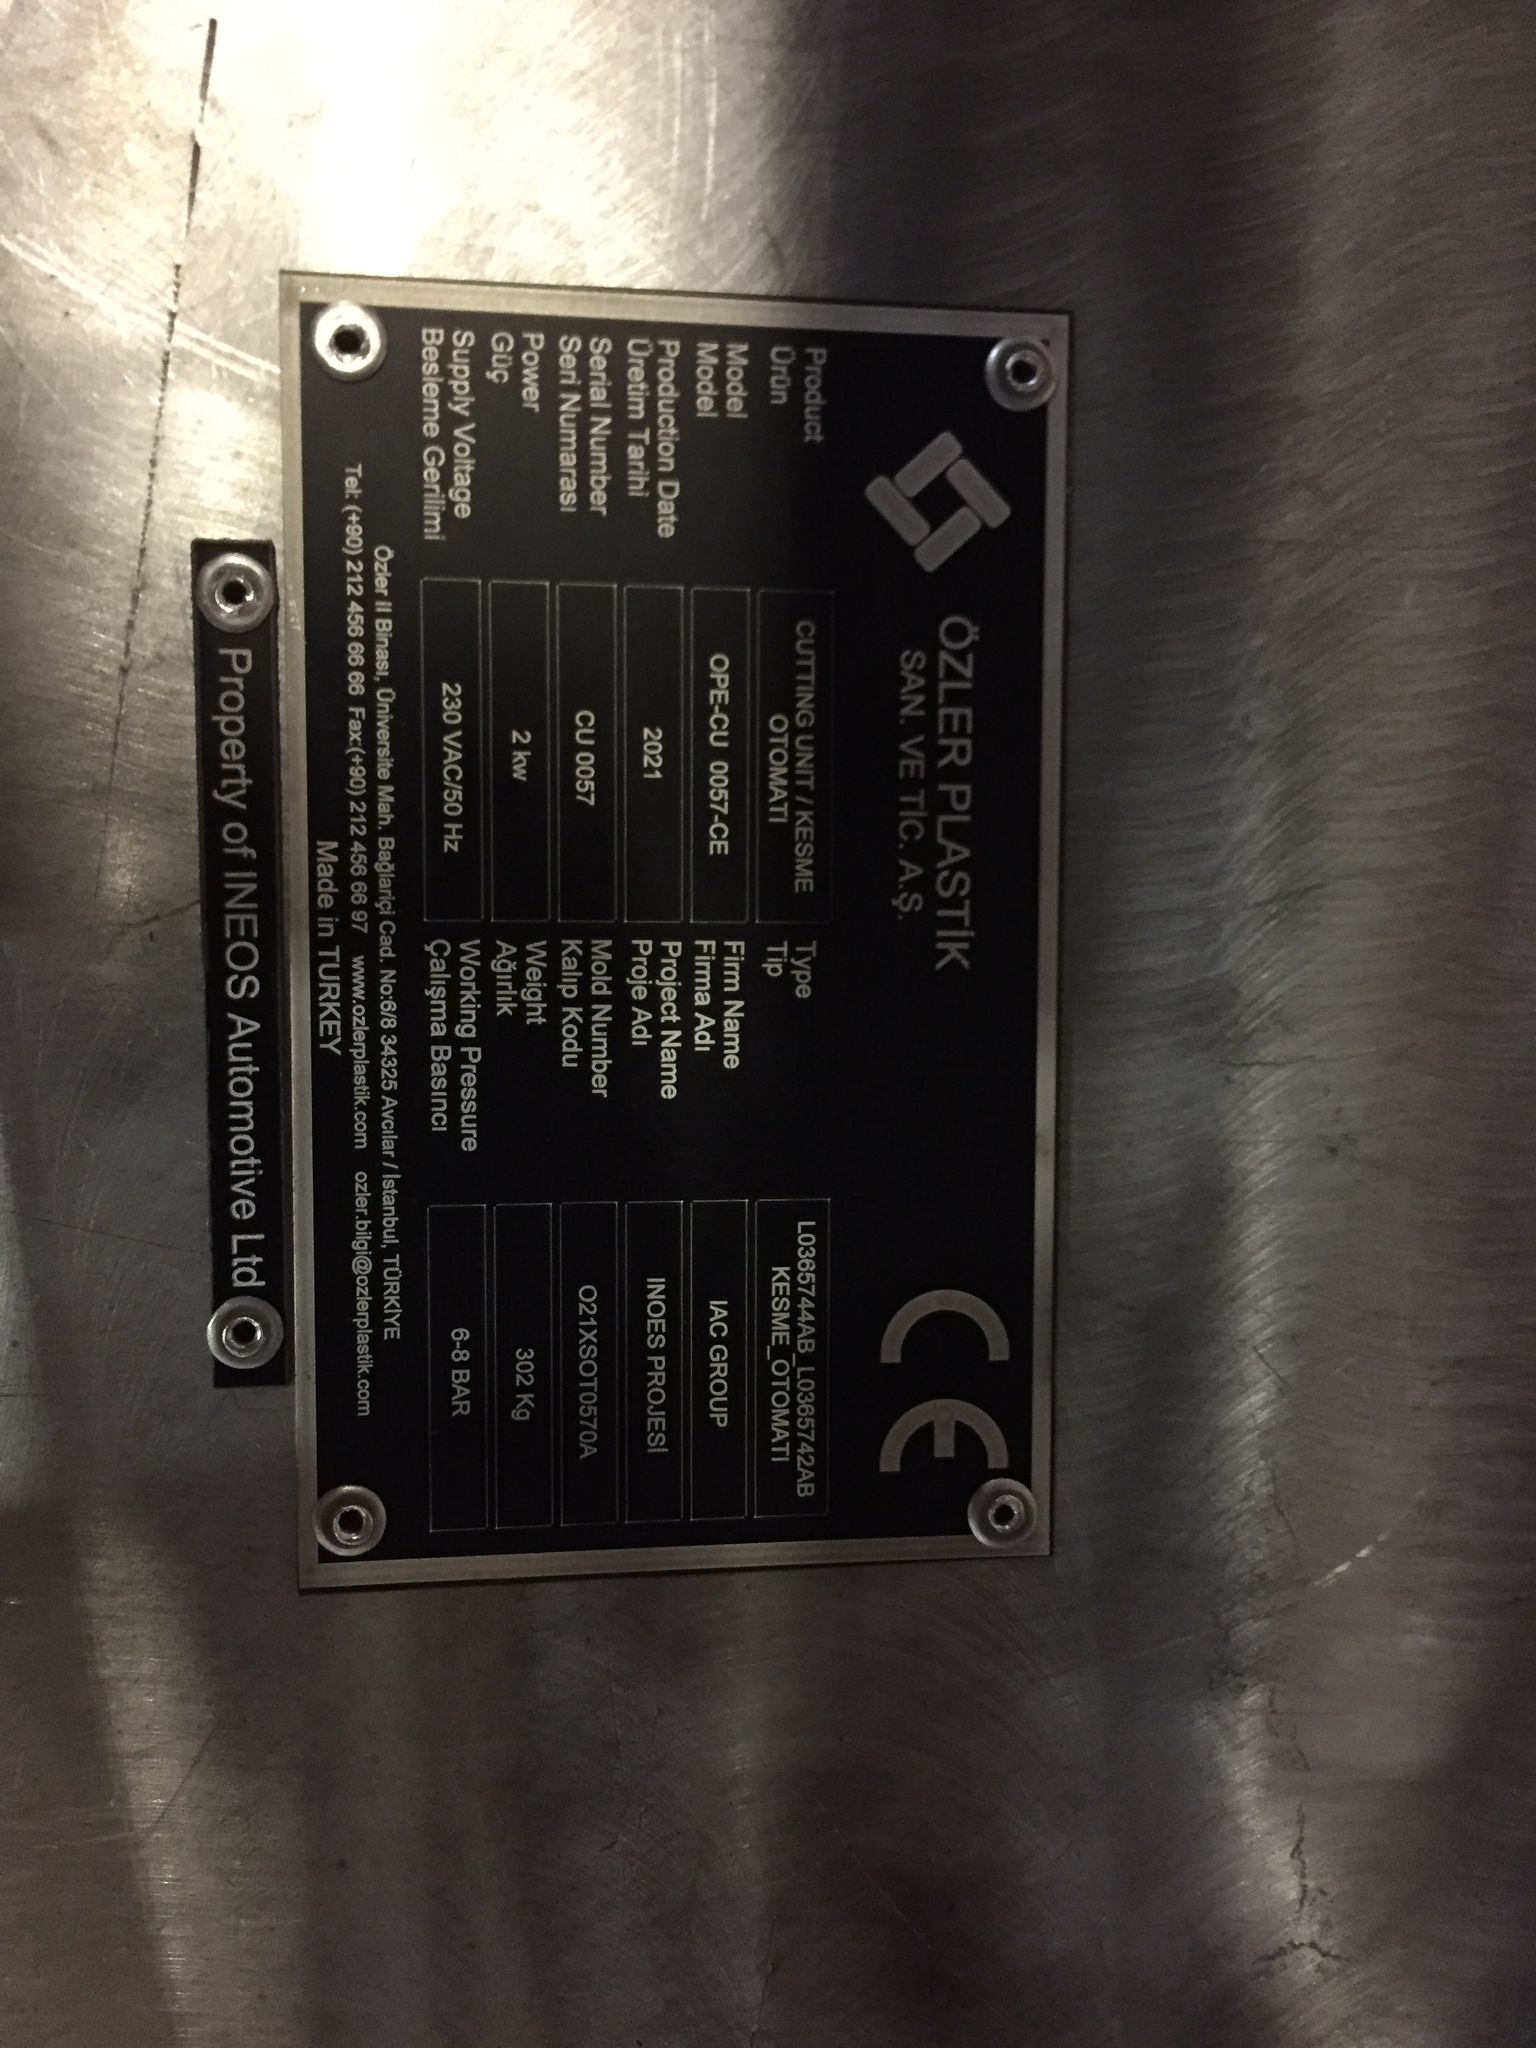 ÖZLER PLASTİK
SAN. VE TİC. A.Ş.
CE
Product
Ürün
CUTTING UNIT / KESME
OTOMATI
Type
Tip
L0365744AB_L0365742AB
KESME_OTOMATI
Model
Model
OPE-CU 0057-CE
Firm Name
Firma Adı
IAC GROUP
Production Date
Üretim Tarihi
2021
Project Name
Proje Adı
INOES PROJESİ
Serial Number
Seri Numarası
CU 0057
Mold Number
Kalıp Kodu
O21XSOT0570A
Power
Güç
2 kw
Weight
Ağırlık
302 Kg
Supply Voltage
Besleme Gerilimi
230 VAC/50 Hz
Working Pressure
Çalışma Basıncı
6-8 BAR
Özler II Binası, Üniversite Mah. Bağlariçi Cad. No:6/8 34325 Avcılar / İstanbul, TÜRKİYE
Tel: (+90) 212 456 66 66 Fax:(+90) 212 456 66 97 www.ozlerplastik.com ozler.bilgi@ozlerplastik.com
Made in TURKEY
Property of INEOS Automotive Ltd